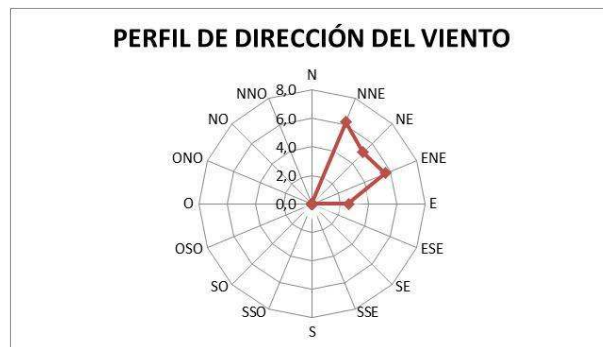 PERFIL DE DIRECCIÓN DEL VIENTO
N
NNO
8,0
NNE
NO
6,0
NE
4,0
ONO
ENE
2,0
O
0,0
E
OSO
ESE
SO
SE
SSO
SSE
S